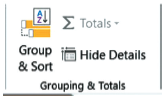 A
Z
Σ Totals
Group
& Sort
Hide Details
Grouping & Totals